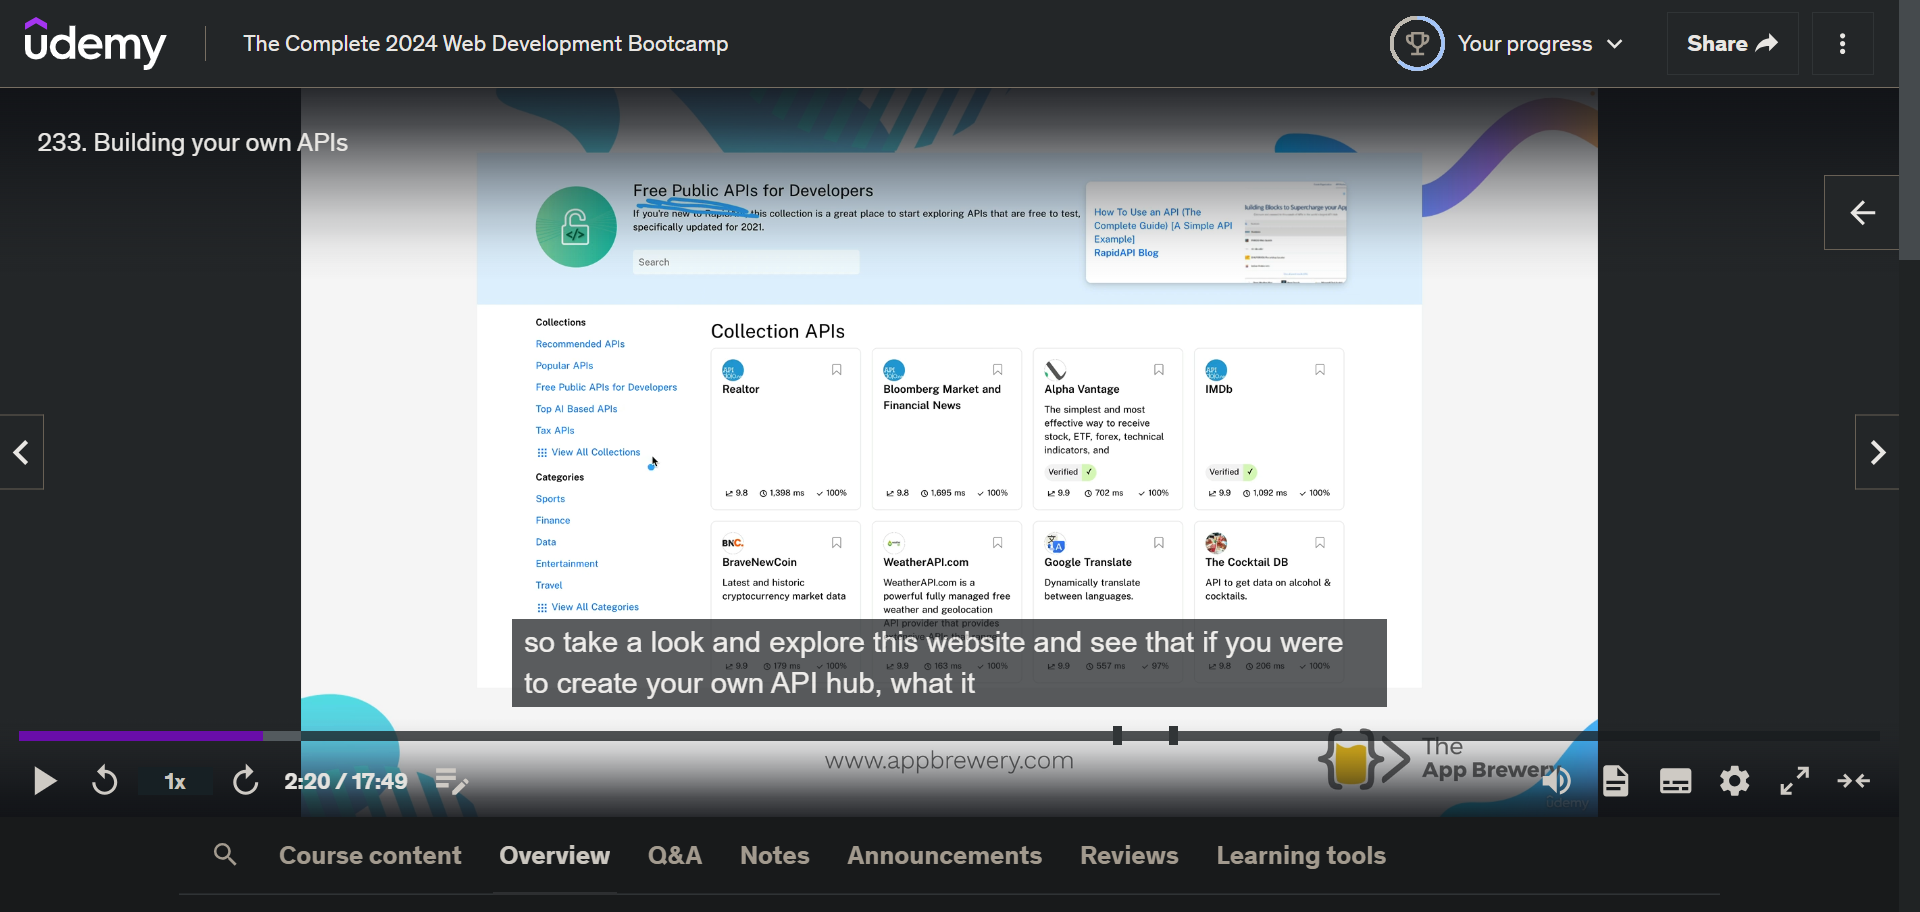 udemy
The Complete 2024 Web Development Bootcamp
Your progress
Share
233. Building your own APIs
Free Public APIs for Developers
If you're new to this collection is a great place to start exploring APIs that are free to test,
specifically updated for 2021.
Search
How To Use an API (The
Complete Guide) [A Simple API
Example]
RapidAPI Blog
Collections
Recommended APIs
Popular APIs
Free Public APIs for Developers
Top AI Based APIs
Tax APIs
View All Collections
Categories
Sports
Finance
Data
Entertainment
Travel
View All Categories
Collection APIs
Realtor
9.8 1,398 ms 100%
Bloomberg Market and
Financial News
9.8 1,695 ms 100%
Alpha Vantage
The simplest and most
effective way to receive
stock, ETF, forex, technical
indicators, and
Verified
9.9 702 ms 100%
IMDb
Verified
9.9 1,092 ms 100%
BNC.
BraveNewCoin
Latest and historic
cryptocurrency market data
9.9 179 ms 100%
WeatherAPI.com
WeatherAPI.com is a
powerful fully managed free
weather and geolocation
API provider that provides
9.9 163 ms 100%
Google Translate
Dynamically translate
between languages.
9.9 557 ms 97%
The Cocktail DB
API to get data on alcohol &
cocktails.
9.8 206 ms 100%
so take a look and explore this website and see that if you were
to create your own API hub, what it
www.appbrewery.com
The
App Brewery
1x
2:20 / 17:49
udemy
Course content
Overview
Q&A
Notes
Announcements
Reviews
Learning tools